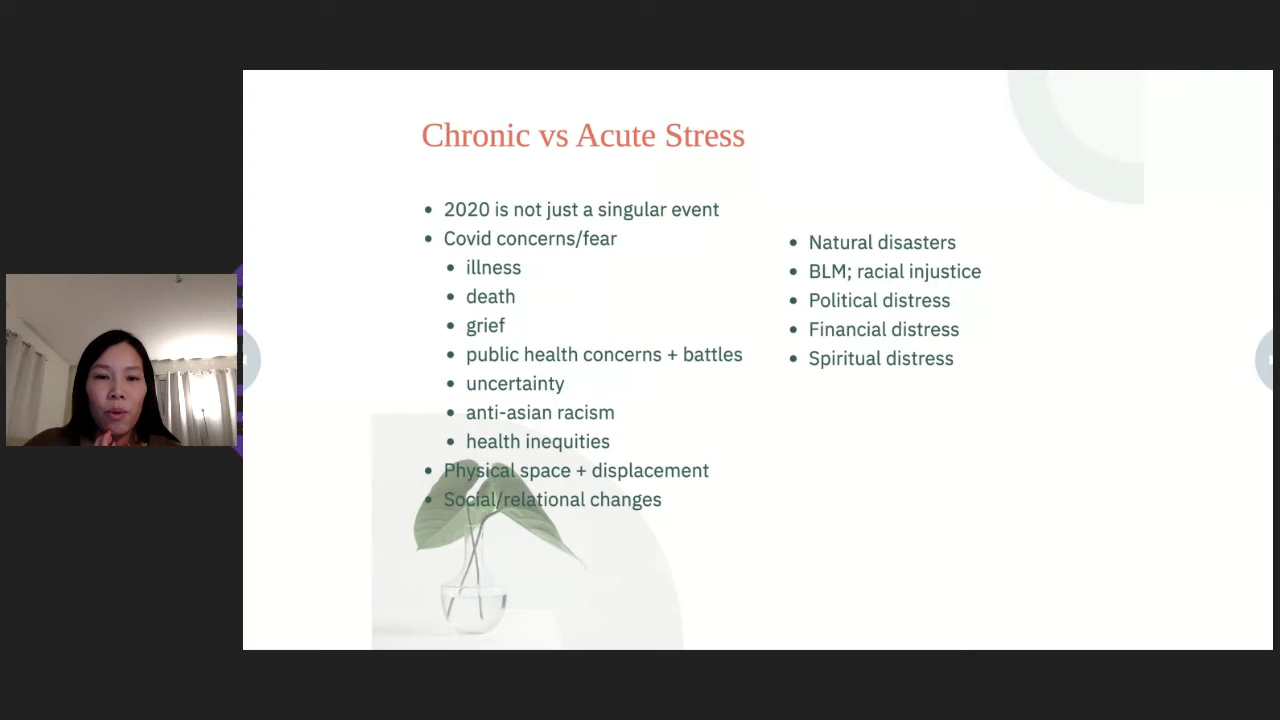 Chronic vs Acute Stress
2020 is not just a singular event
Covid concerns/fear
illness
death
grief
public health concerns + battles
uncertainty
anti-asian racism
health inequities
Physical space + displacement
Social/relational changes
Natural disasters
BLM; racial injustice
Political distress
Financial distress
Spiritual distress